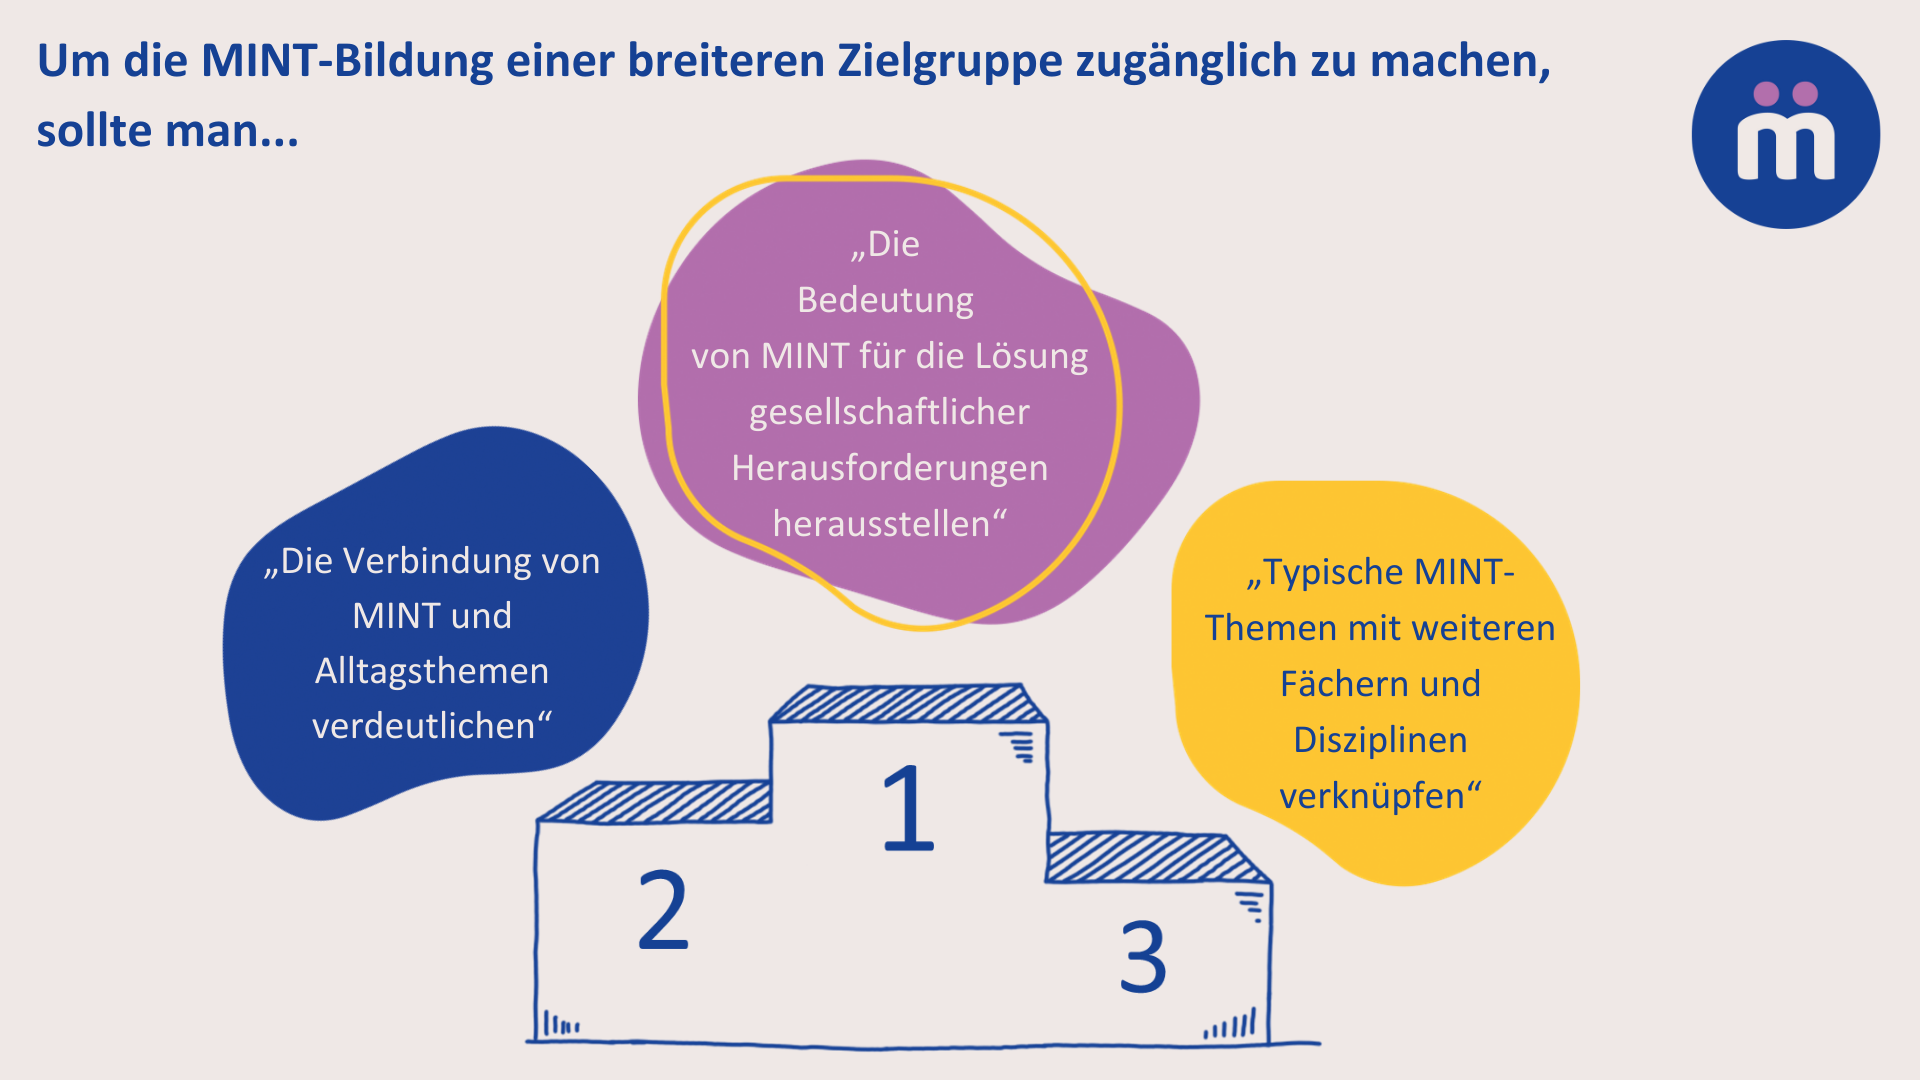 Um die MINT-Bildung einer breiteren Zielgruppe zugänglich zu machen,
sollte man...
m̈
„Die
Bedeutung
von MINT für die Lösung
gesellschaftlicher
Herausforderungen
herausstellen“
„Die Verbindung von
MINT und
Alltagsthemen
verdeutlichen“
„Typische MINT-
Themen mit weiteren
Fächern und
Disziplinen
verknüpfen“
1
2
3